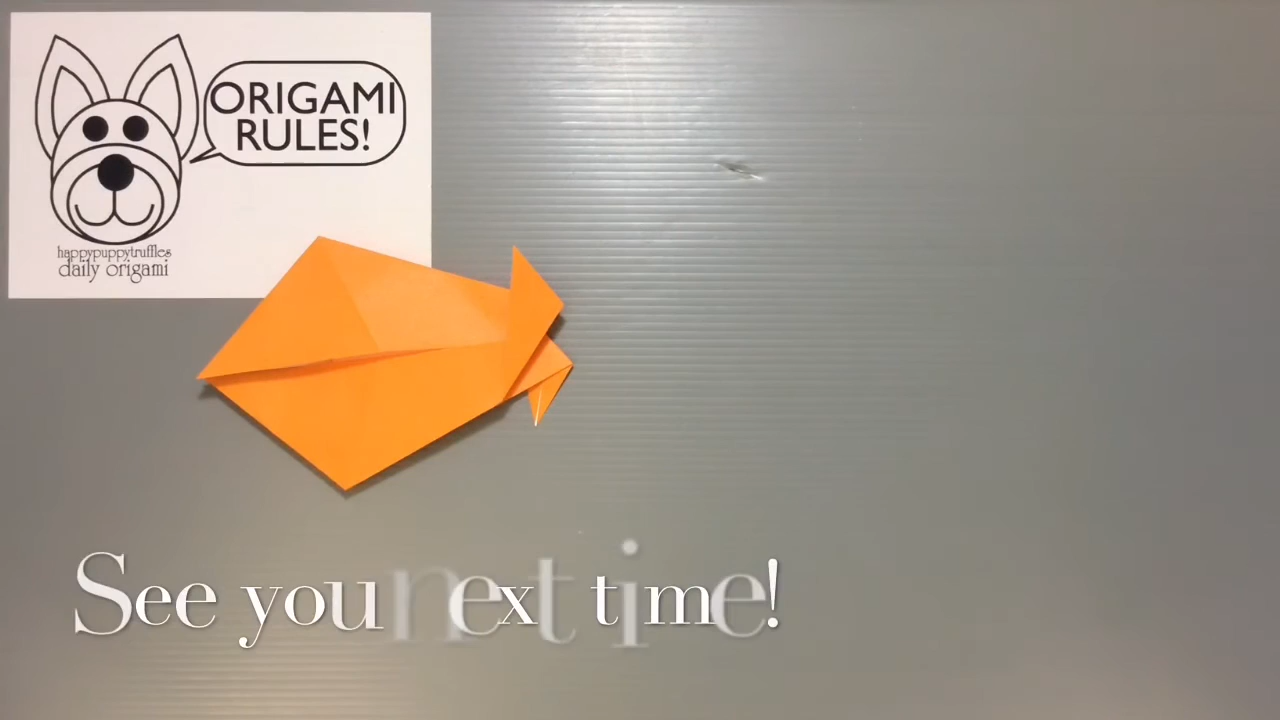 ORIGAMI
RULES!
happypuppytruffles
daily origami
See you next time!